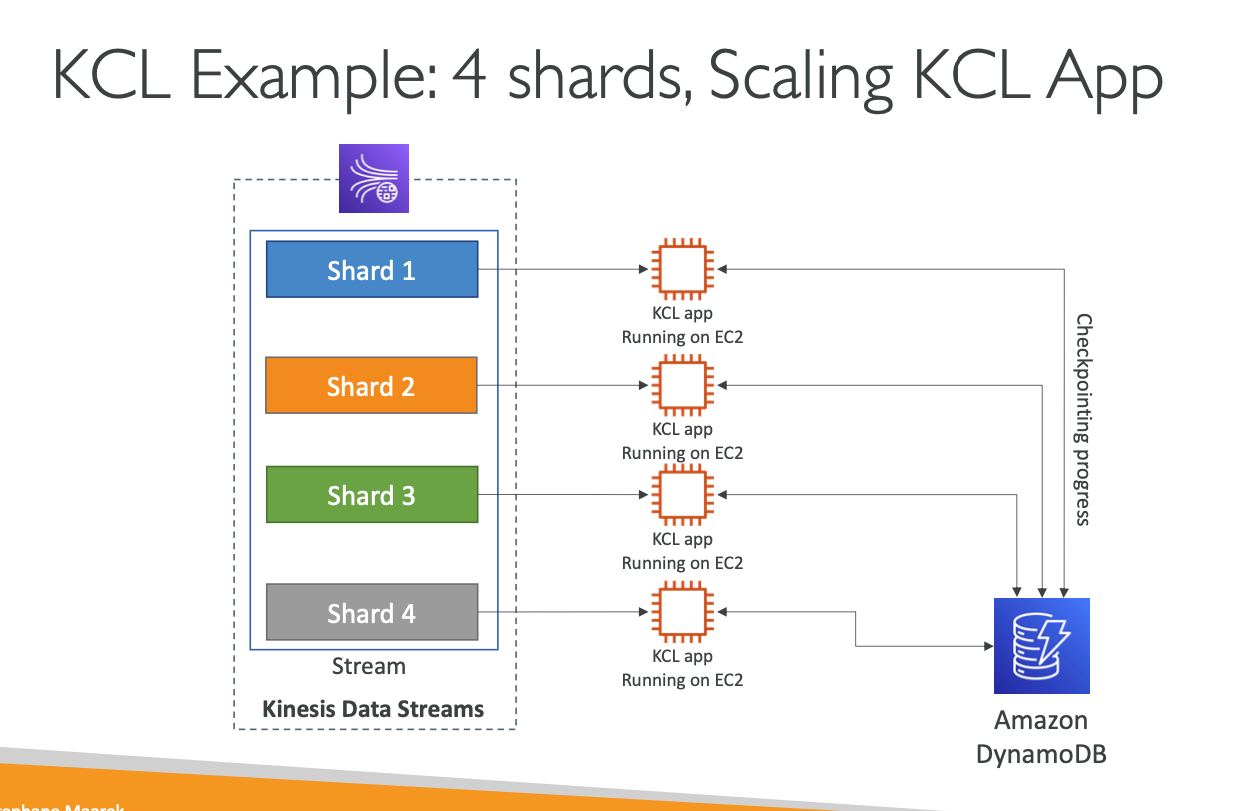 KCL Example: 4 shards, Scaling KCL App
Shard 1
Shard 2
Shard 3
Shard 4
Stream
Kinesis Data Streams
KCL app
Running on EC2
KCL app
Running on EC2
KCL app
Running on EC2
KCL app
Running on EC2
Checkpointing progress
Amazon
DynamoDB